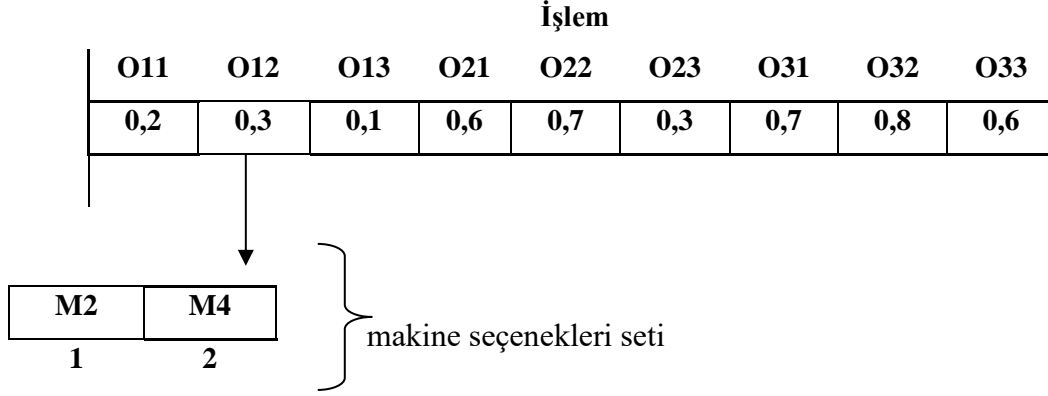 İşlem
O11 O12 O13 O21 O22 O23 O31 O32 O33
0,2 0,3 0,1 0,6 0,7 0,3 0,7 0,8 0,6
M2 M4
makine seçenekleri seti
1 2